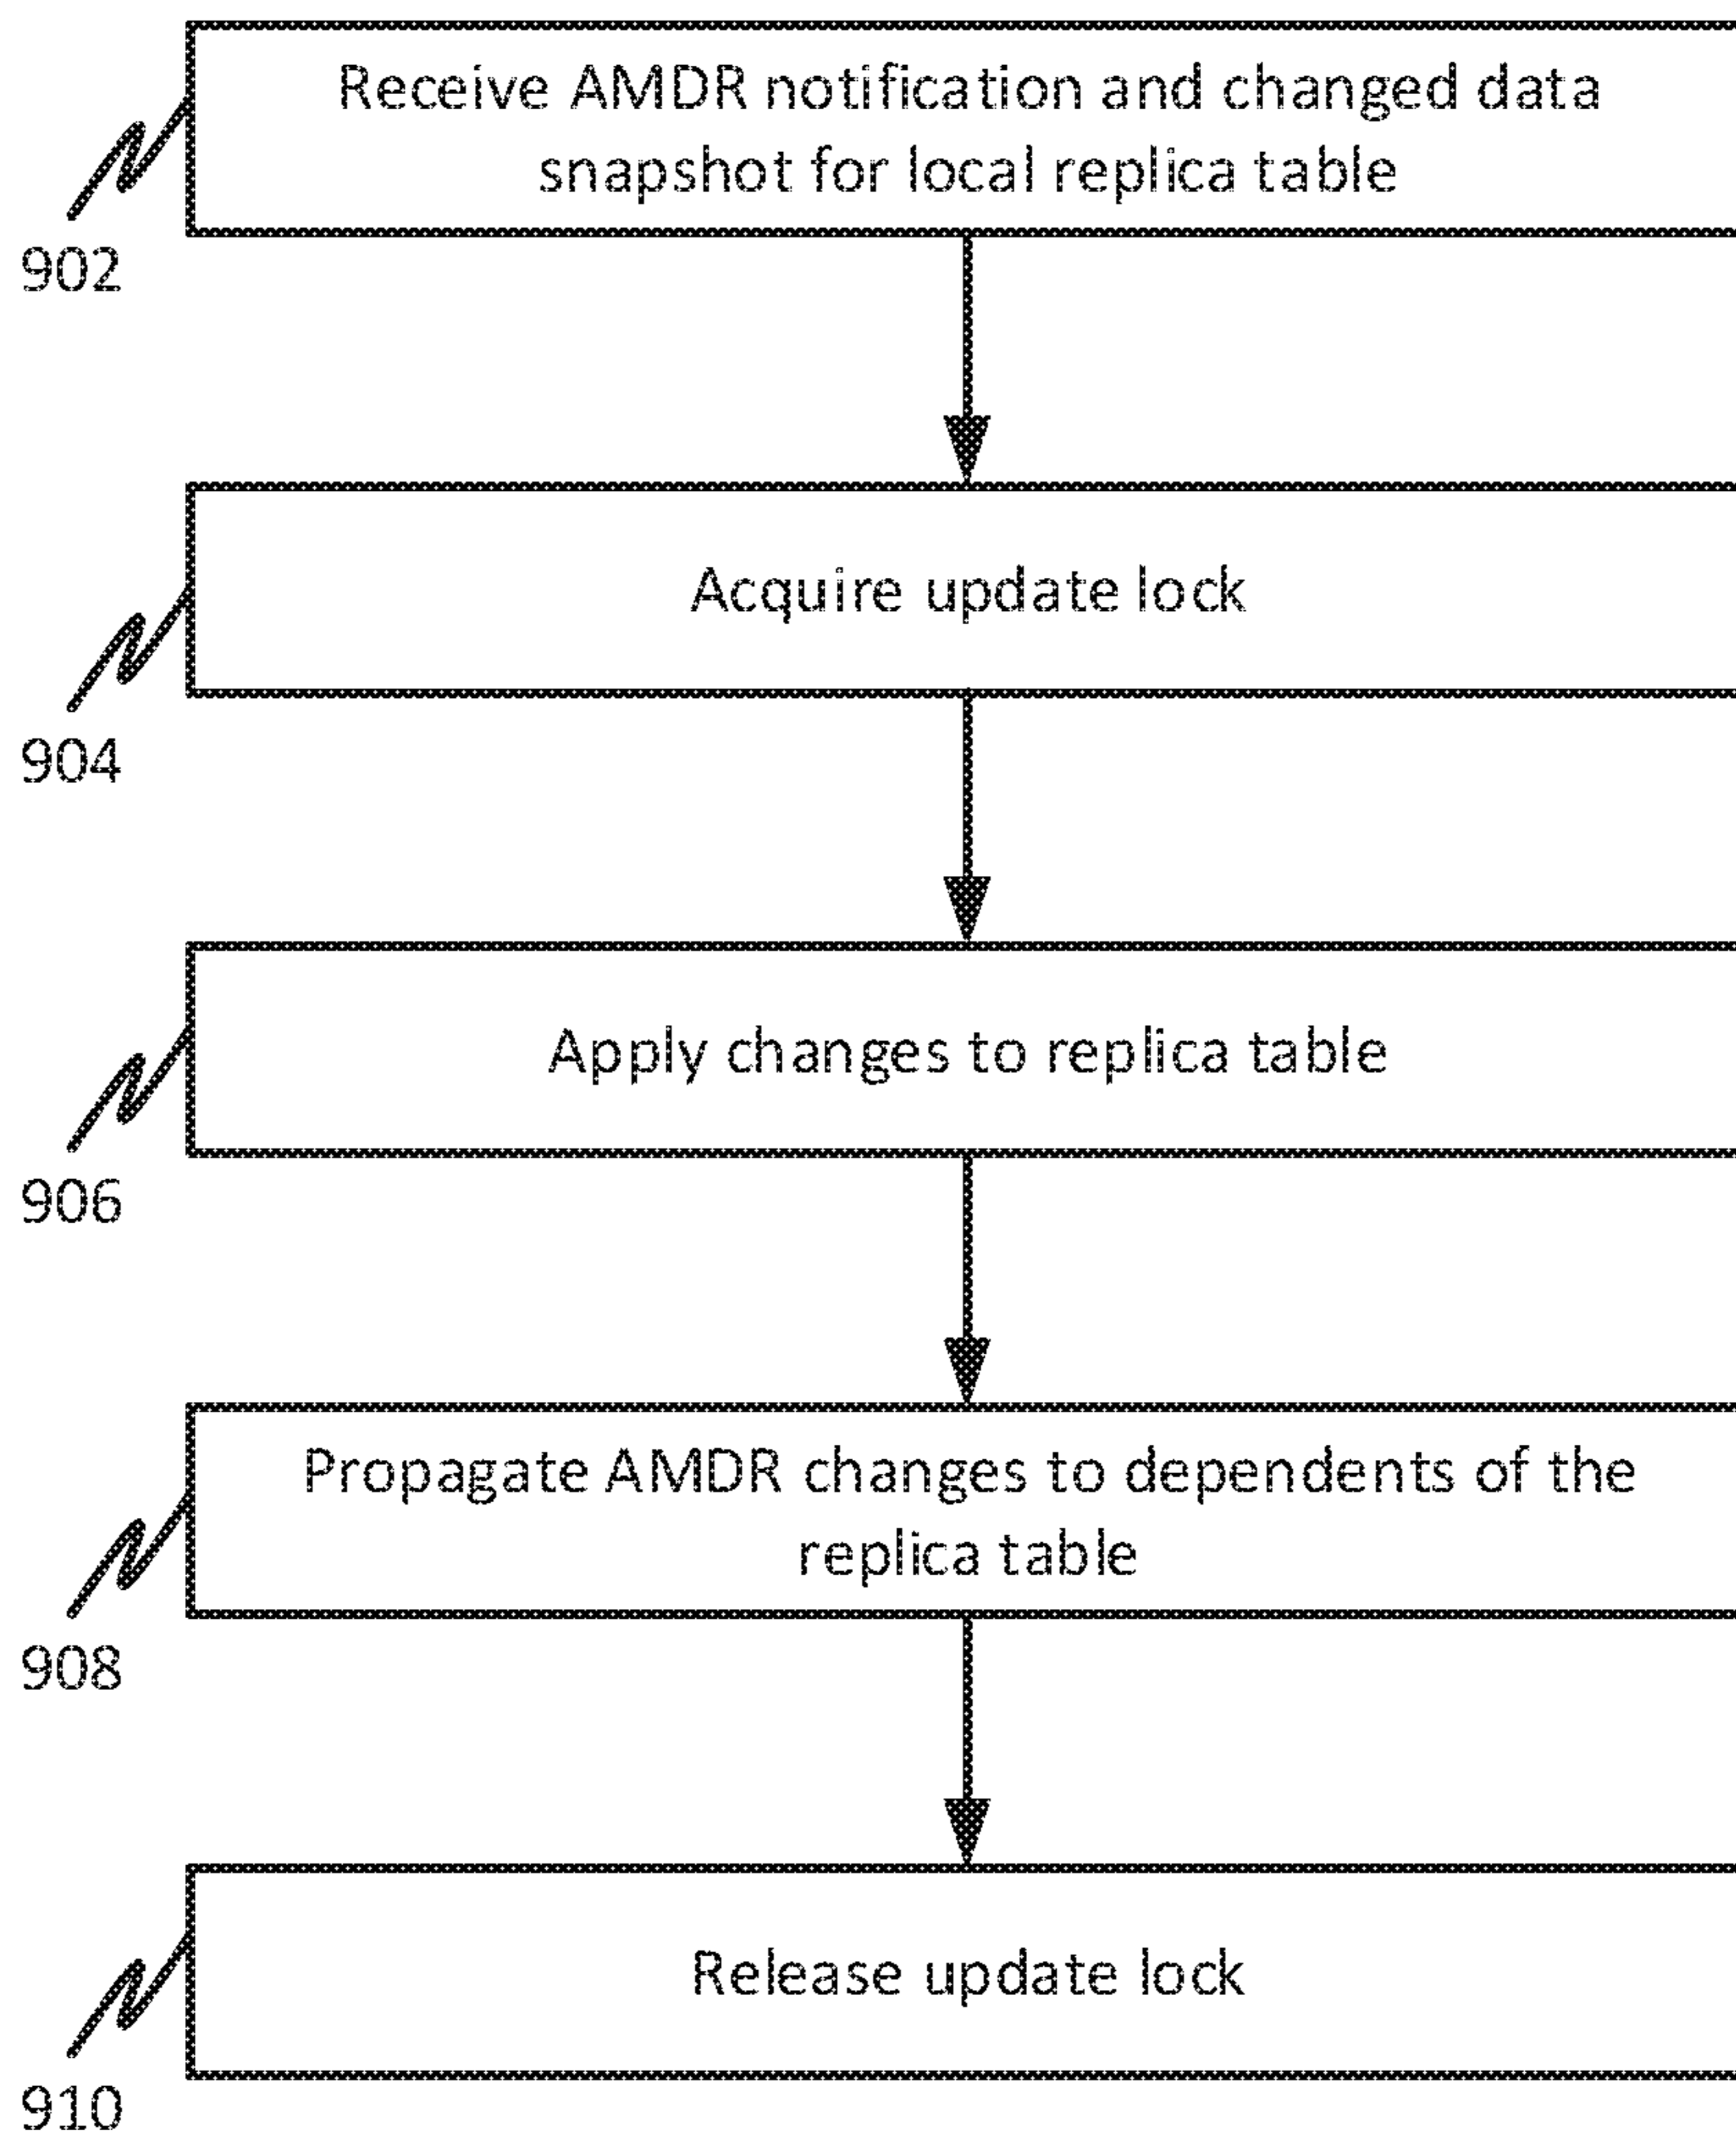 Receive AMDR notification and changed data
snapshot for local replica table
902
Acquire update lock
904
Apply changes to replica table
906
Propagate AMDR changes to dependents of the
replica table
908
Release update lock
910